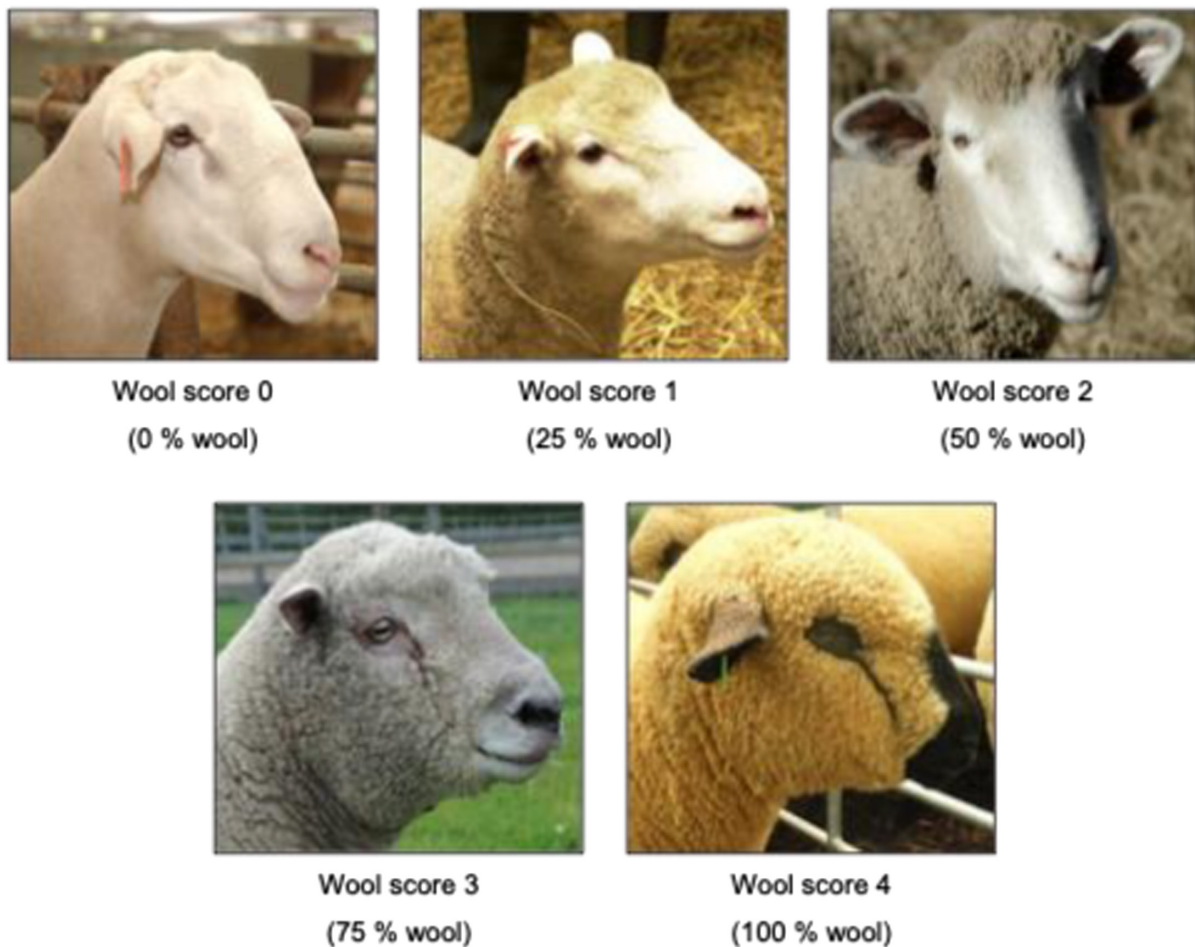 Wool score 0
(0 % wool)
Wool score 1
(25 % wool)
Wool score 2
(50 % wool)
Wool score 3
(75 % wool)
Wool score 4
(100 % wool)